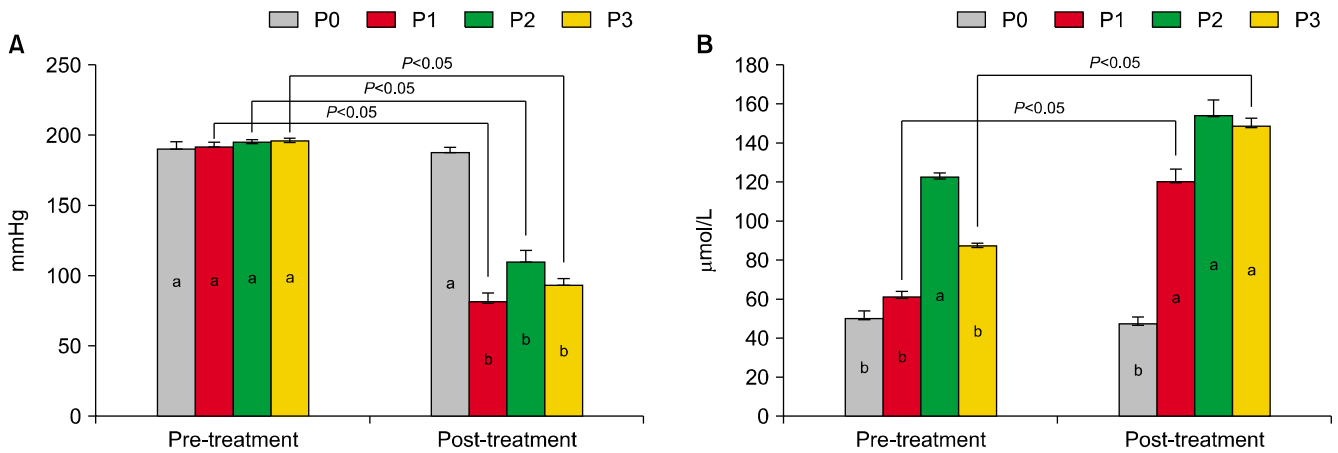 A
P0 P1 P2 P3
mmHg
250
200
150
100
50
0
P<0.05
P<0.05
P<0.05
a a a a
a b b b
Pre-treatment Post-treatment
B
P0 P1 P2 P3
μmol/L
180
160
140
120
100
80
60
40
20
0
P<0.05
P<0.05
b b a b
b a a a
Pre-treatment Post-treatment